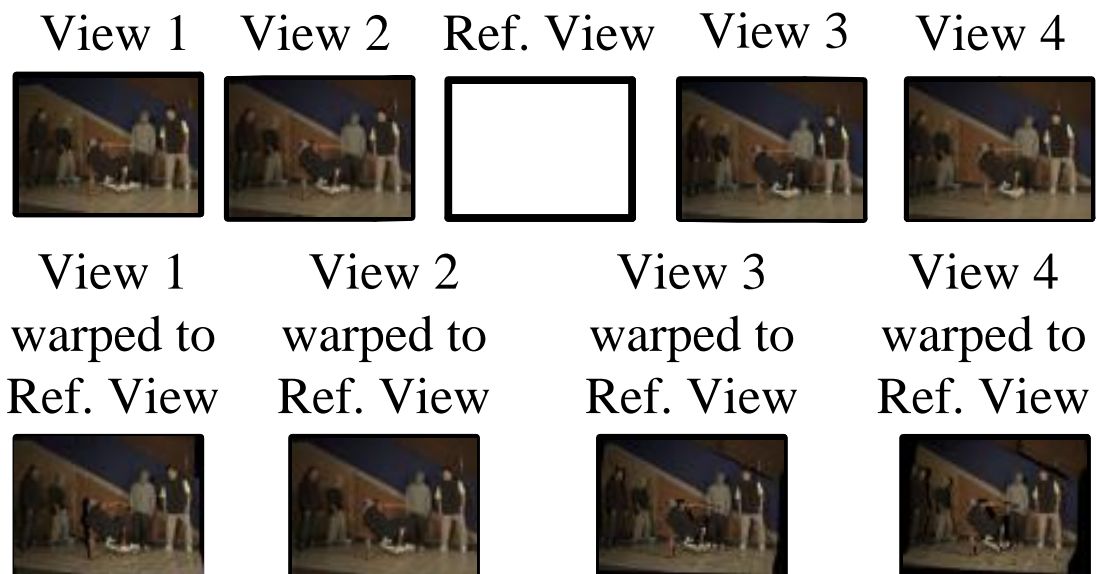 View 1 View 2 Ref. View View 3 View 4
View 1 View 2 View 3 View 4
warped to warped to warped to warped to
Ref. View Ref. View Ref. View Ref. View